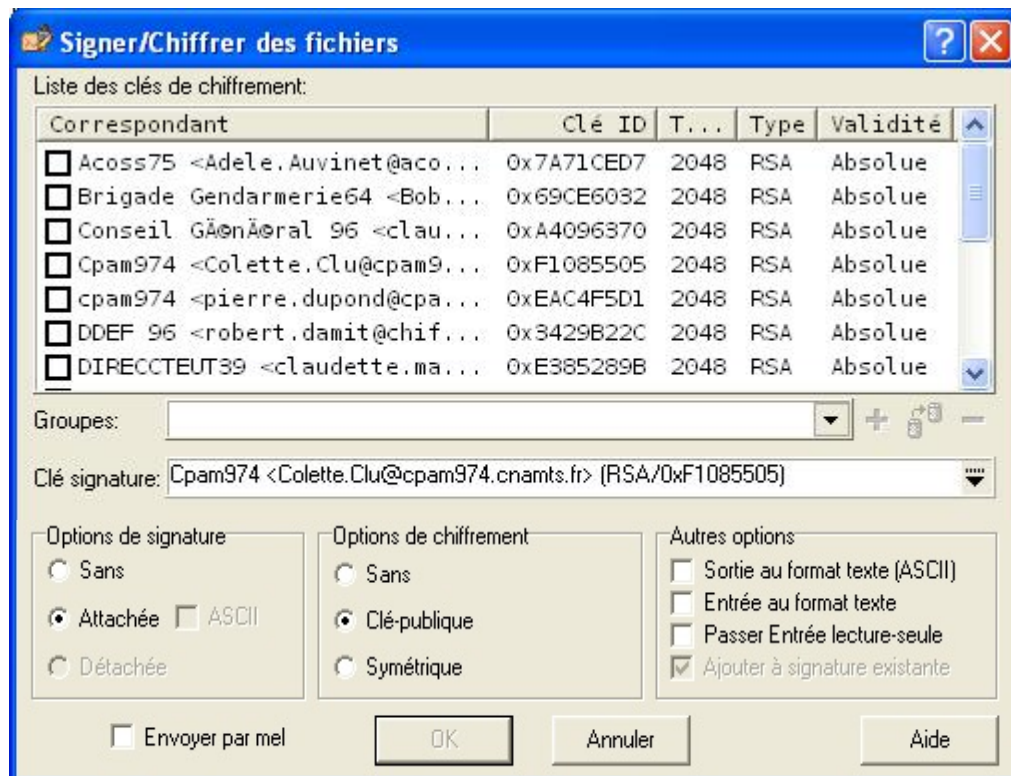 Signer/Chiffrer des fichiers
Liste des clés de chiffrement:
Correspondant Clé ID T... Type Validité
Acoss75 <Adele.Auvinet@aco... 0x7A71CED7 2048 RSA Absolue
Brigade Gendarmerie64 <Bob... 0x69CE6032 2048 RSA Absolue
Conseil GÄ©nÄ©ral 96 <clau... 0xA4096370 2048 RSA Absolue
Cpam974 <Colette.Clu@cpam9... 0xF1085505 2048 RSA Absolue
cpam974 <pierre.dupond@cpa... 0xEAC4F5D1 2048 RSA Absolue
DDEF 96 <robert.damit@chif... 0x3429B22C 2048 RSA Absolue
DIRECCTEUT39 <claudette.ma... 0xE385289B 2048 RSA Absolue
Groupes:
Clé signature: Cpam974 <Colette.Clu@cpam974.cnamts.fr> (RSA/0xF1085505)
Options de signature
Sans
Attachée ASCII
Détachée
Options de chiffrement
Sans
Clé-publique
Symétrique
Autres options
Sortie au format texte (ASCII)
Entrée au format texte
Passer Entrée lecture-seule
Ajouter à signature existante
Envoyer par mel OK Annuler Aide